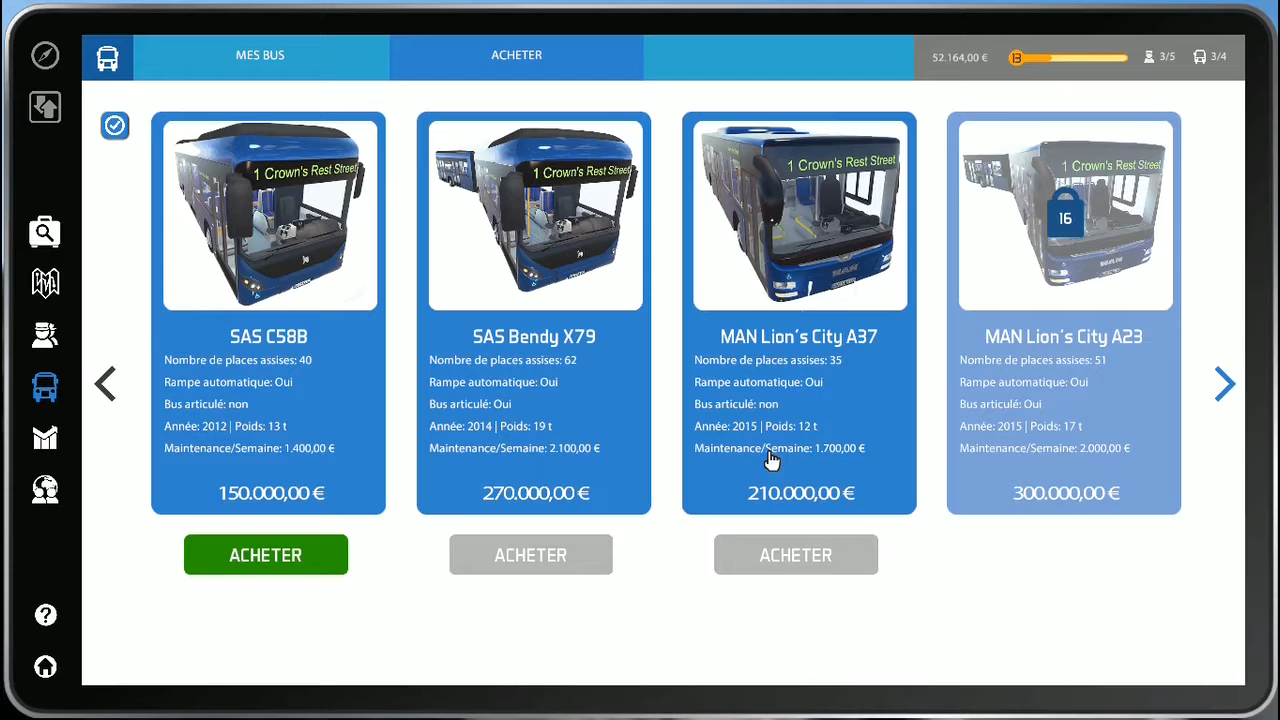 MES BUS
ACHETER
52.164,00 €
3/5
3/4
1 Crown's Rest Street
SAS C58B
Nombre de places assises: 40
Rampe automatique: Oui
Bus articulé: non
Année: 2012 | Poids: 13 t
Maintenance/Semaine: 1.400,00 €
150.000,00 €
ACHETER
1 Crown's Rest Street
SAS Bendy X79
Nombre de places assises: 62
Rampe automatique: Oui
Bus articulé: Oui
Année: 2014 | Poids: 19 t
Maintenance/Semaine: 2.100,00 €
270.000,00 €
ACHETER
1 Crown's Rest Street
MAN
MAN Lion´s City A37
Nombre de places assises: 35
Rampe automatique: Oui
Bus articulé: non
Année: 2015 | Poids: 12 t
Maintenance/Semaine: 1.700,00 €
210.000,00 €
ACHETER
1 Crown's Rest Street
16
MAN
MAN Lion´s City A23
Nombre de places assises: 51
Rampe automatique: Oui
Bus articulé: Oui
Année: 2015 | Poids: 17 t
Maintenance/Semaine: 2.000,00 €
300.000,00 €